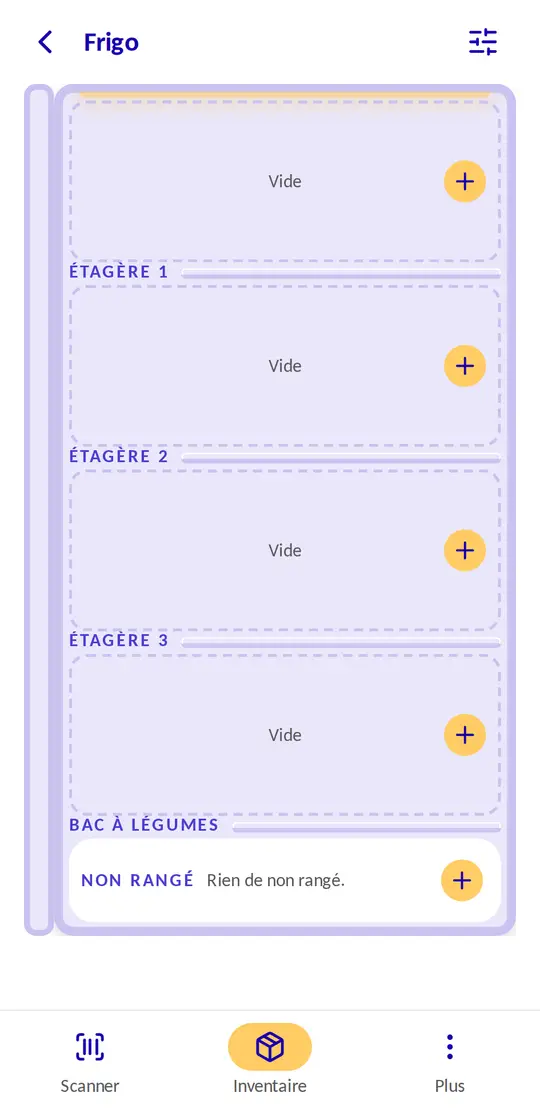 Frigo
Vide
ÉTAGÈRE 1
Vide
ÉTAGÈRE 2
Vide
ÉTAGÈRE 3
Vide
BAC À LÉGUMES
NON RANGÉ Rien de non rangé.
Scanner Inventaire Plus